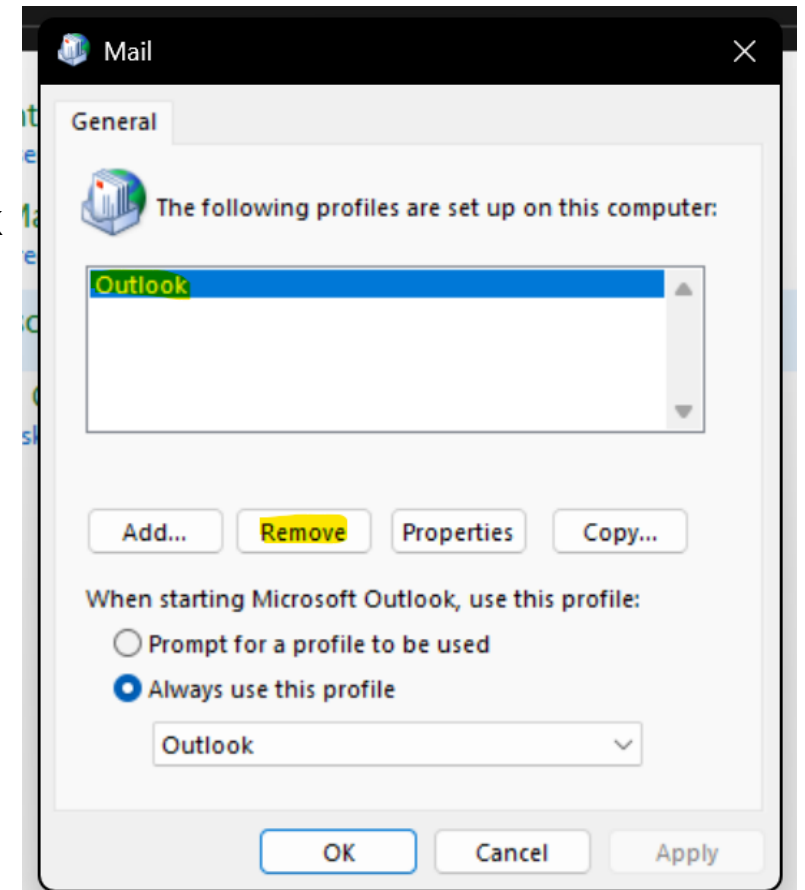 Mail
General
The following profiles are set up on this computer:
Outlook
Add... Remove Properties Copy...
When starting Microsoft Outlook, use this profile:
Prompt for a profile to be used
Always use this profile
Outlook
OK Cancel Apply